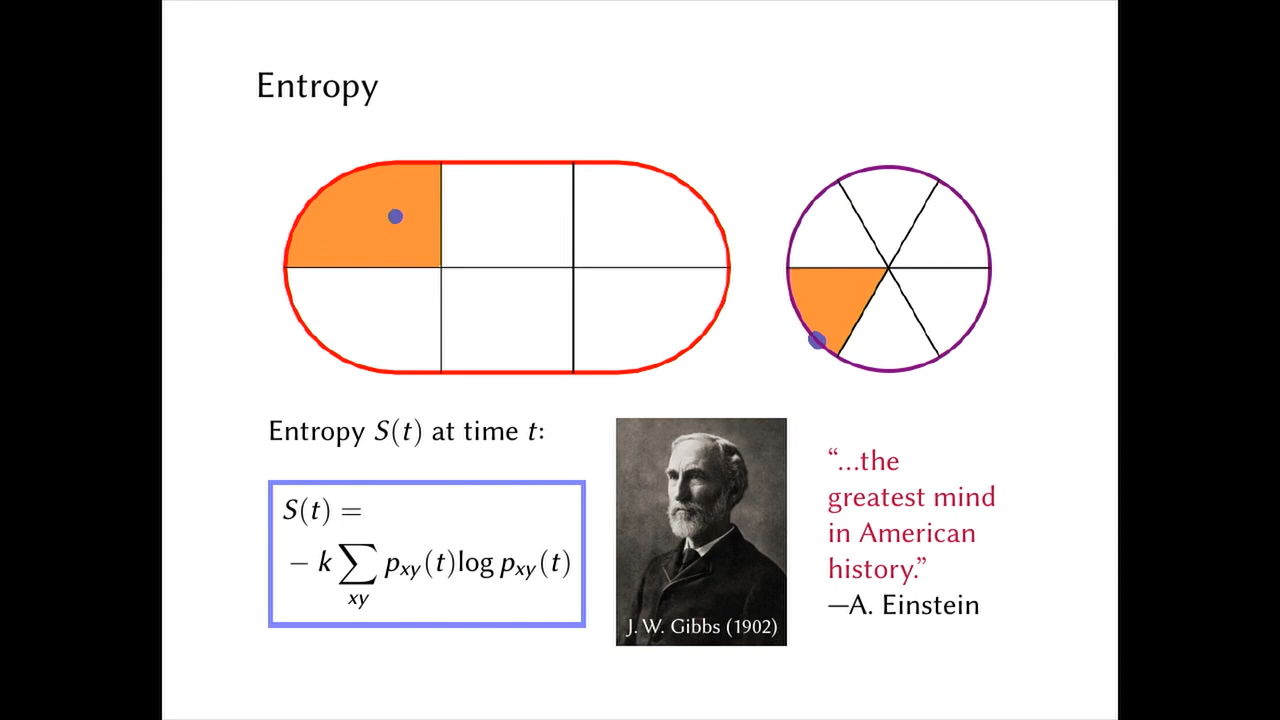 Entropy
Entropy S(t) at time t:
S(t) =
− k ∑ pxy(t)log pxy(t)
xy
J. W. Gibbs (1902)
“...the
greatest mind
in American
history.”
—A. Einstein